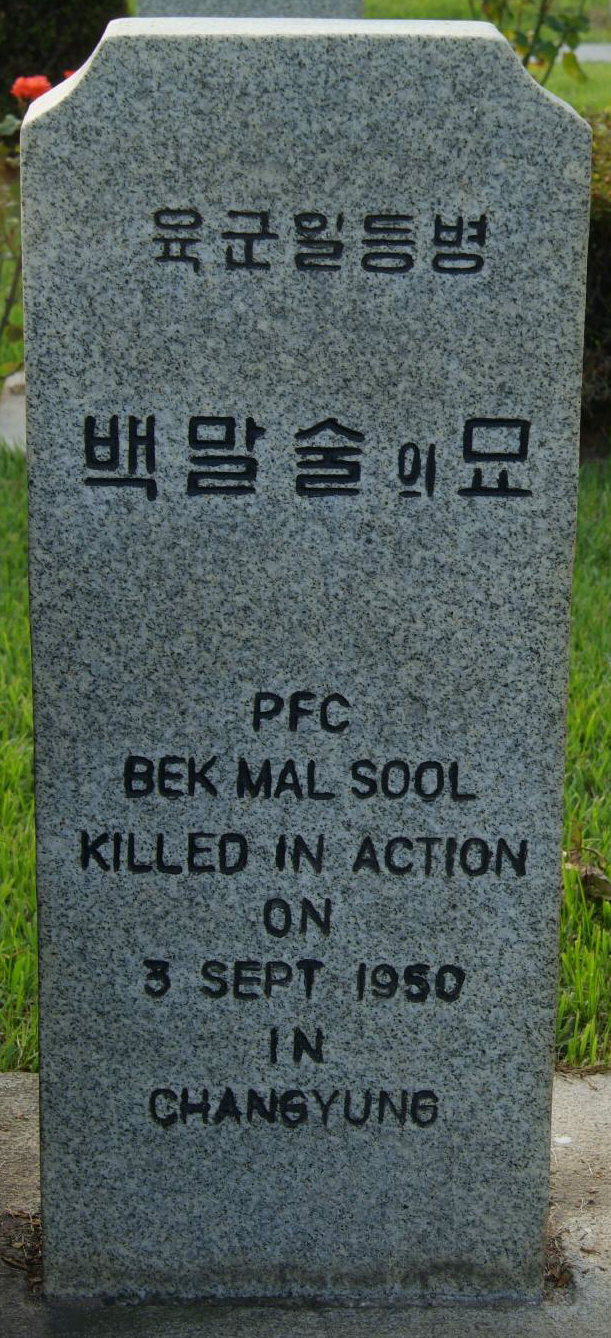 육군일등병
백말술의 묘
PFC
BEK MAL SOOL
KILLED IN ACTION
ON
3 SEPT 1950
IN
CHANGYUNG